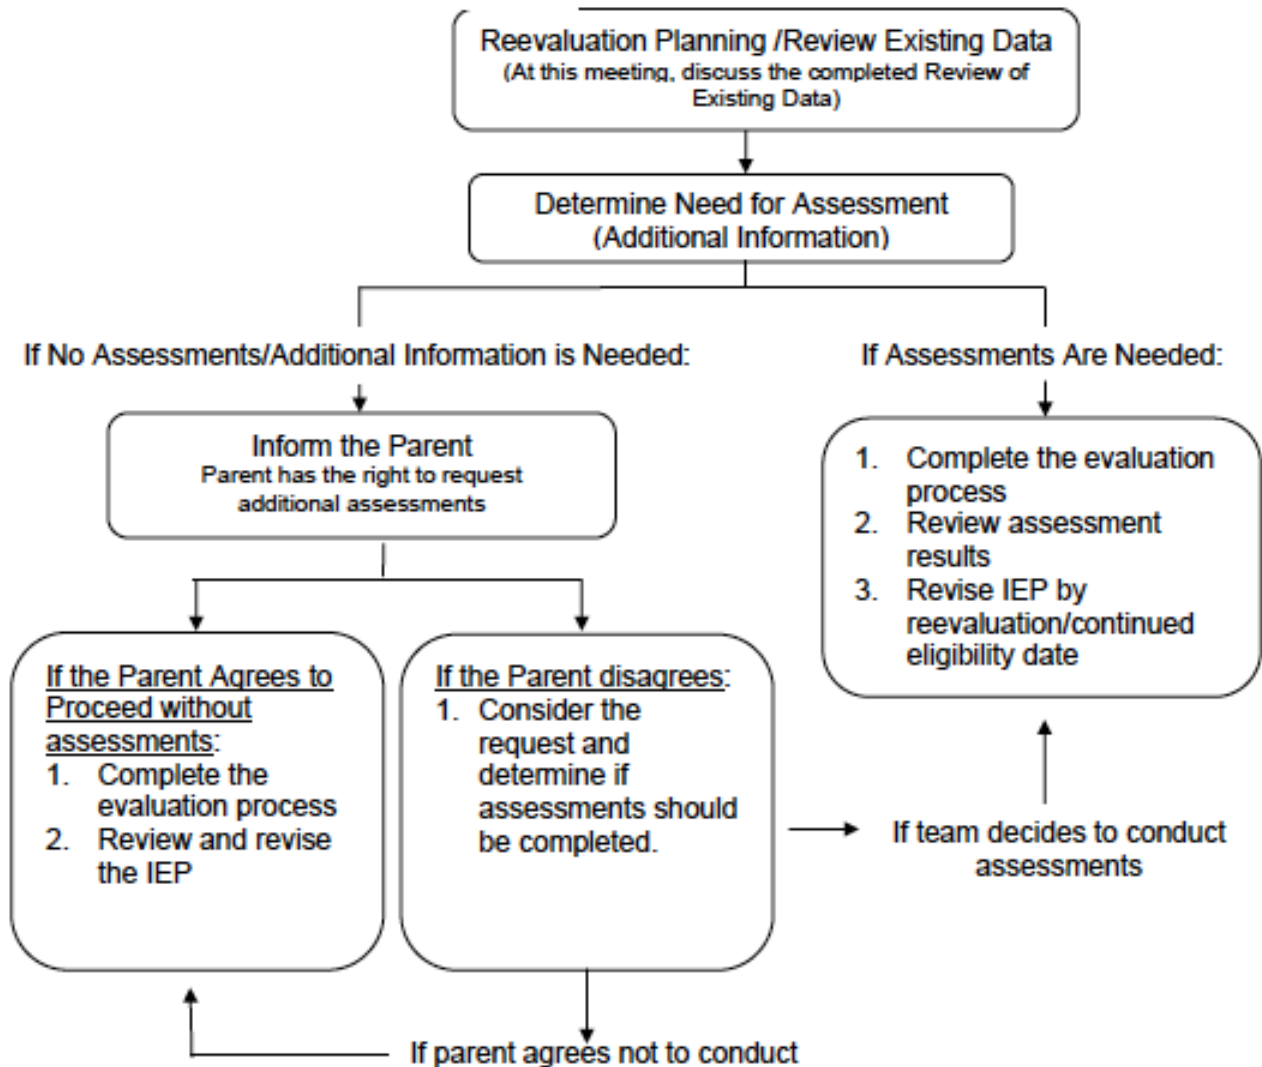 Reevaluation Planning /Review Existing Data
(At this meeting, discuss the completed Review of
Existing Data)
Determine Need for Assessment
(Additional Information)
If No Assessments/Additional Information is Needed:
If Assessments Are Needed:
Inform the Parent
Parent has the right to request
additional assessments
1. Complete the evaluation
process
2. Review assessment
results
3. Revise IEP by
reevaluation/continued
eligibility date
If the Parent Agrees to
Proceed without
assessments:
1. Complete the
evaluation process
2. Review and revise
the IEP
If the Parent disagrees:
1. Consider the
request and
determine if
assessments should
be completed.
If team decides to conduct
assessments
If parent agrees not to conduct